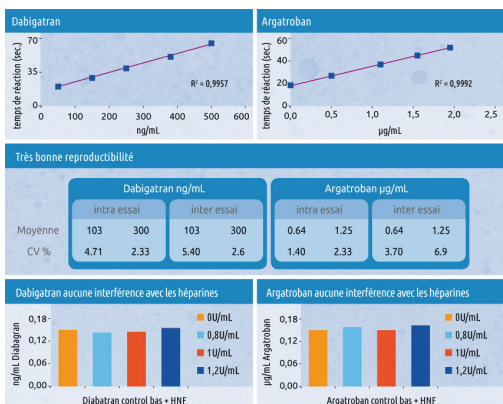 Dabigatran
temps de réaction (sec.)
70
35
0
R² = 0,9957
0 100 200 300 400 500 600
ng/mL
Argatroban
temps de réaction (sec.)
60
40
20
0
R² = 0,9992
0,0 0,5 1,0 1,5 2,0 2,5
µg/mL
Très bonne reproductibilité
Dabigatran ng/mL Argatroban µg/mL
intra essai inter essai intra essai inter essai
Moyenne 103 300 103 300 0.64 1.25 0.64 1.25
CV % 4.71 2.33 5.40 2.6 1.40 2.33 3.70 6.9
Dabigatran aucune interférence avec les héparines
ng/mL Diabgran
0,18
0,12
0,06
0,00
0U/mL
0,8U/mL
1U/mL
1,2U/mL
Diabatran control bas + HNF
Argatroban aucune interférence avec les héparines
µg/mL Argatroban
0,18
0,12
0,06
0,00
0U/mL
0,8U/mL
1U/mL
1,2U/mL
Argatroban control bas + HNF